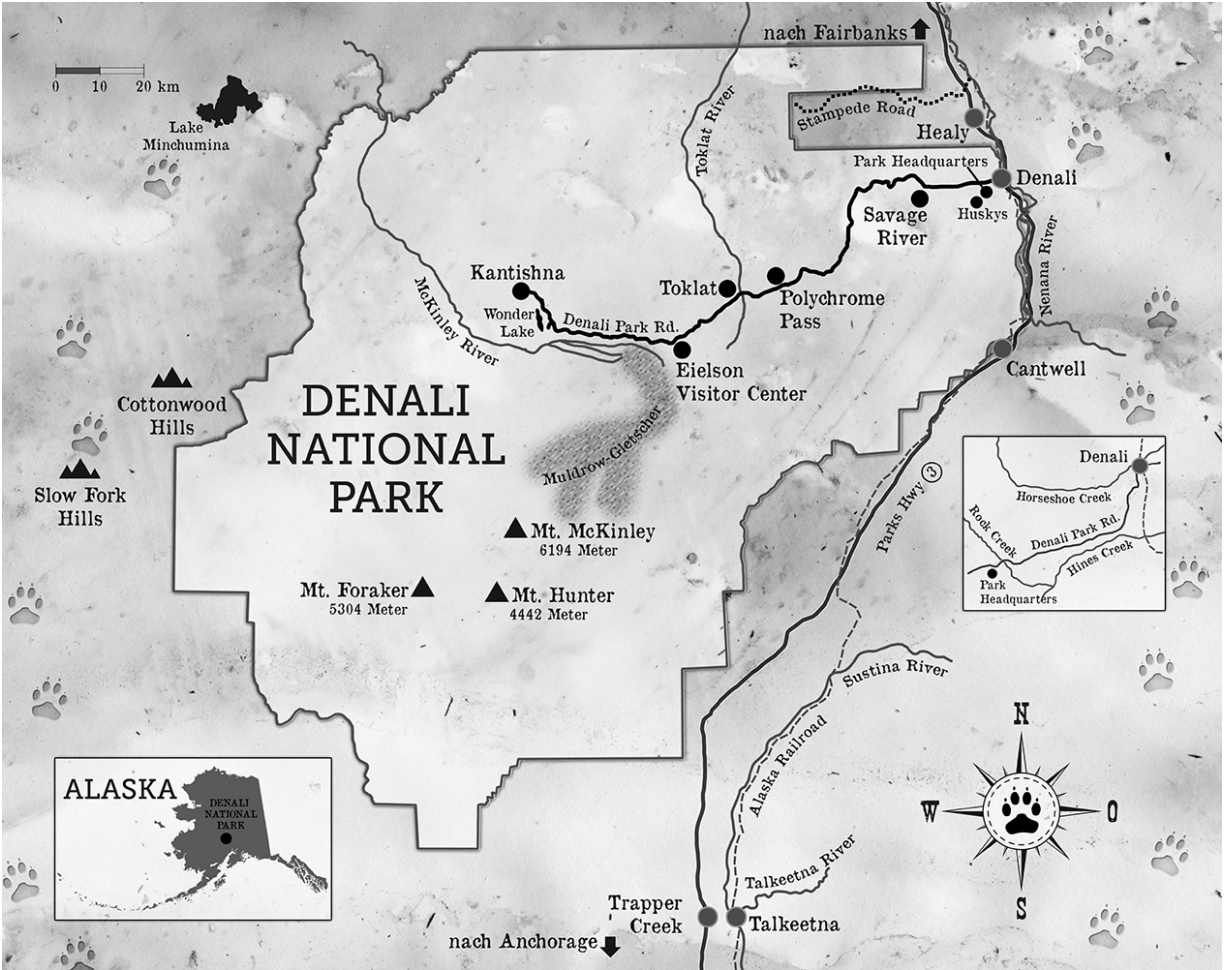 nach Fairbanks
0 10 20 km
Lake
Minchumina
Toklat River
Stampede Road
Healy
Park Headquarters
Denali
Savage
River
Huskys
Nenana River
Kantishna
Wonder
Lake
McKinley River
Denali Park Rd.
Toklat
Polychrome
Pass
Eielson
Visitor Center
Cantwell
Cottonwood
Hills
Slow Fork
Hills
DENALI
NATIONAL
PARK
Muldrow-Gletscher
Mt. McKinley
6194 Meter
Mt. Foraker
5304 Meter
Mt. Hunter
4442 Meter
Parks Hwy 3
Denali
Horseshoe Creek
Rock Creek
Denali Park Rd.
Hines Creek
Park
Headquarters
Sustina River
Alaska Railroad
Talkeetna River
Trapper
Creek
Talkeetna
nach Anchorage
ALASKA
DENALI
NATIONAL
PARK
N
W
O
S